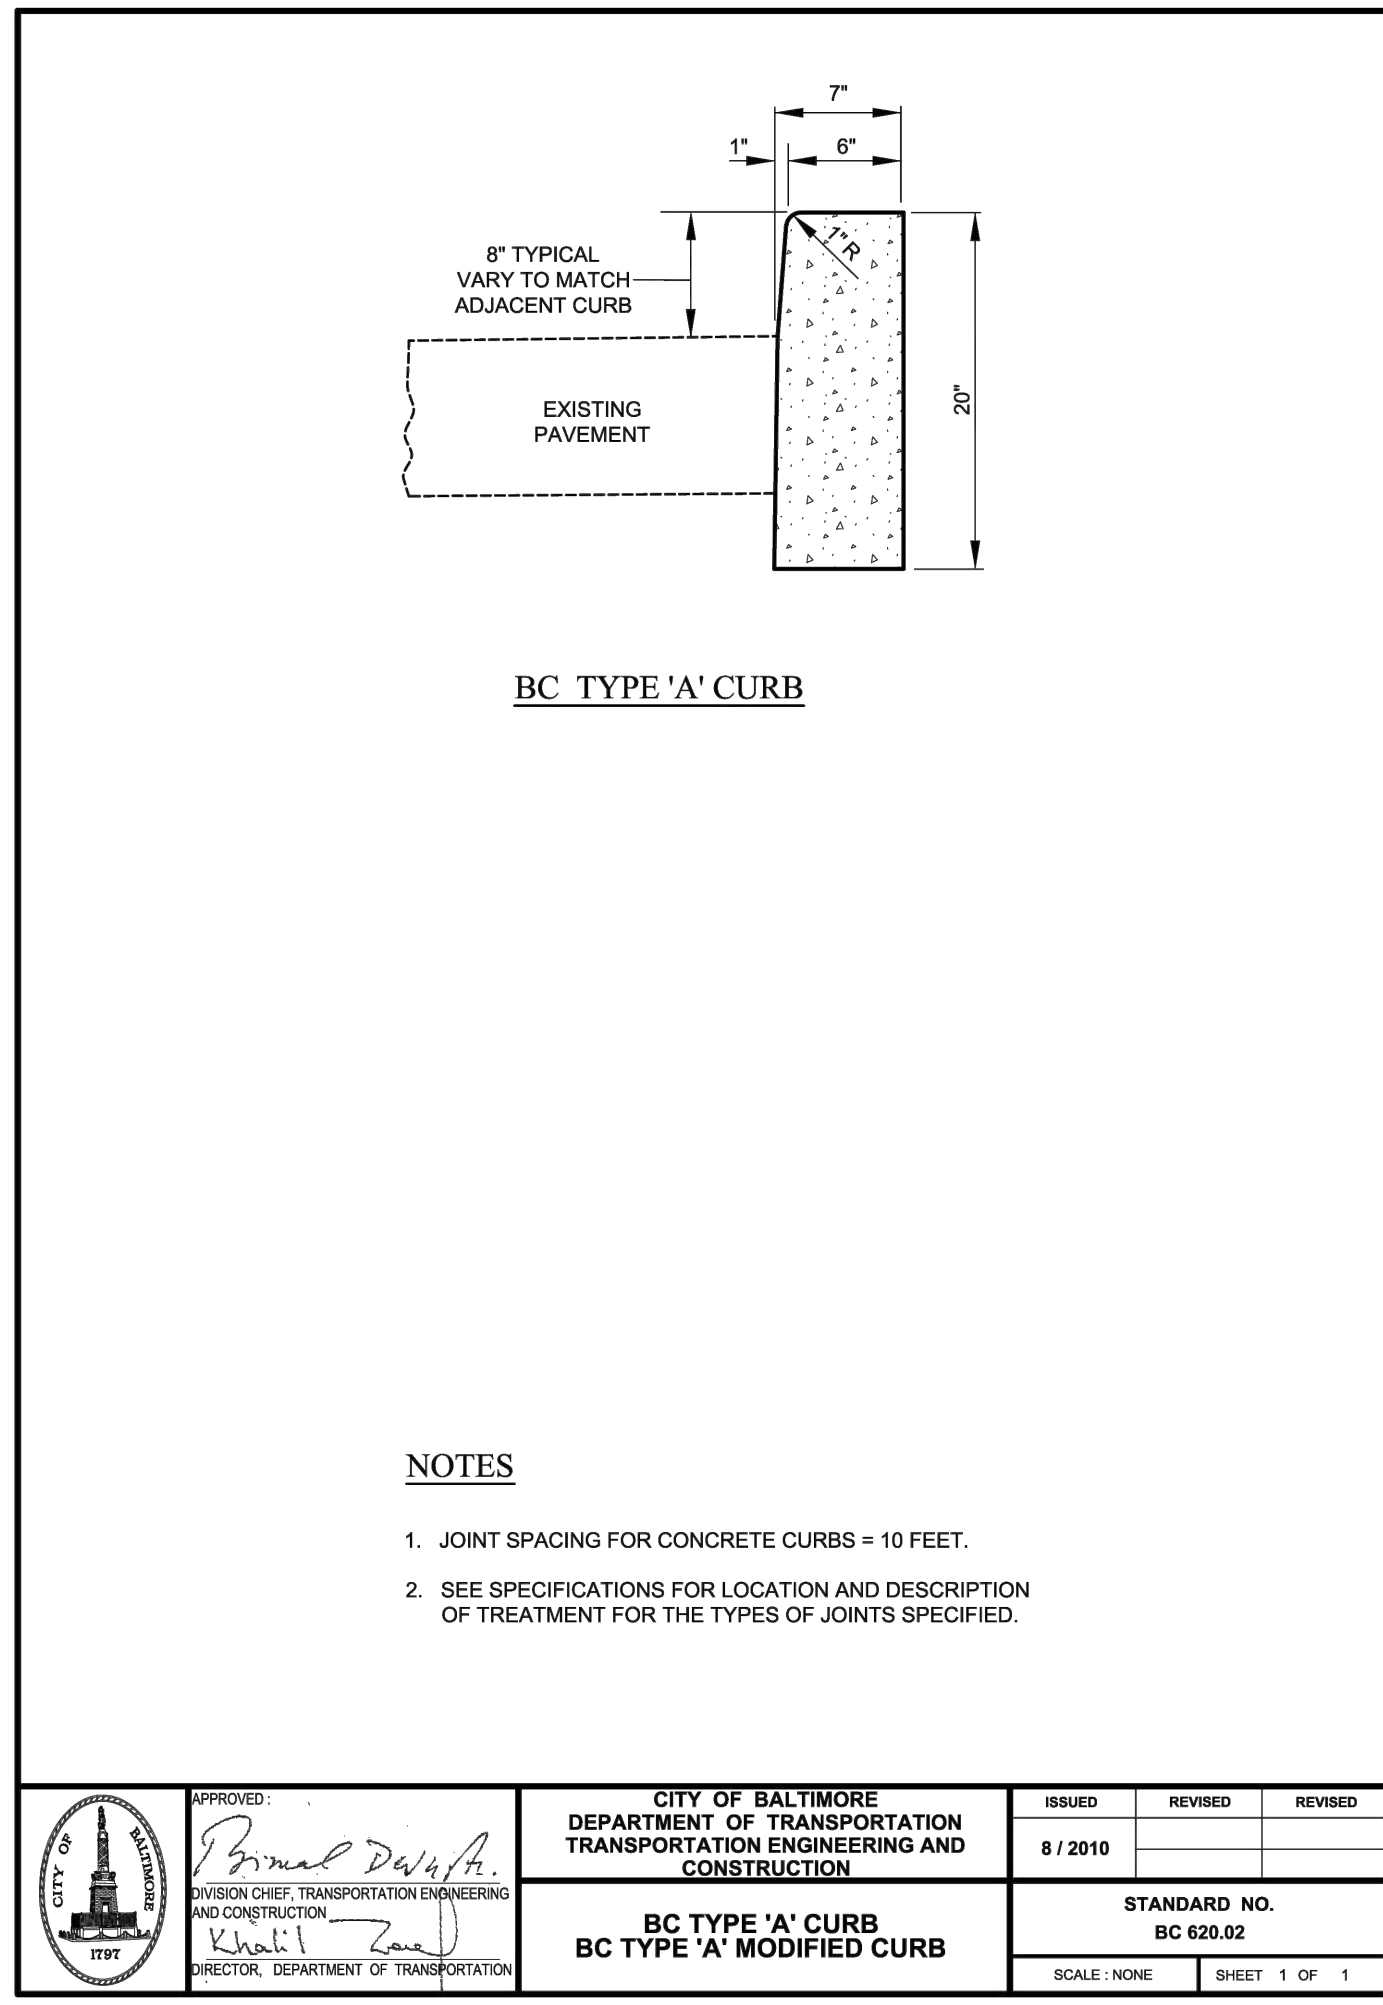 7"
1"
6"
1" R
8" TYPICAL
VARY TO MATCH
ADJACENT CURB
20"
EXISTING
PAVEMENT
BC TYPE 'A' CURB
NOTES
1. JOINT SPACING FOR CONCRETE CURBS = 10 FEET.
2. SEE SPECIFICATIONS FOR LOCATION AND DESCRIPTION
OF TREATMENT FOR THE TYPES OF JOINTS SPECIFIED.
CITY OF BALTIMORE
1797
APPROVED :
DIVISION CHIEF, TRANSPORTATION ENGINEERING
AND CONSTRUCTION
Khalil
DIRECTOR, DEPARTMENT OF TRANSPORTATION
CITY OF BALTIMORE
DEPARTMENT OF TRANSPORTATION
TRANSPORTATION ENGINEERING AND
CONSTRUCTION
BC TYPE 'A' CURB
BC TYPE 'A' MODIFIED CURB
ISSUED REVISED REVISED
8 / 2010
STANDARD NO.
BC 620.02
SCALE : NONE SHEET 1 OF 1